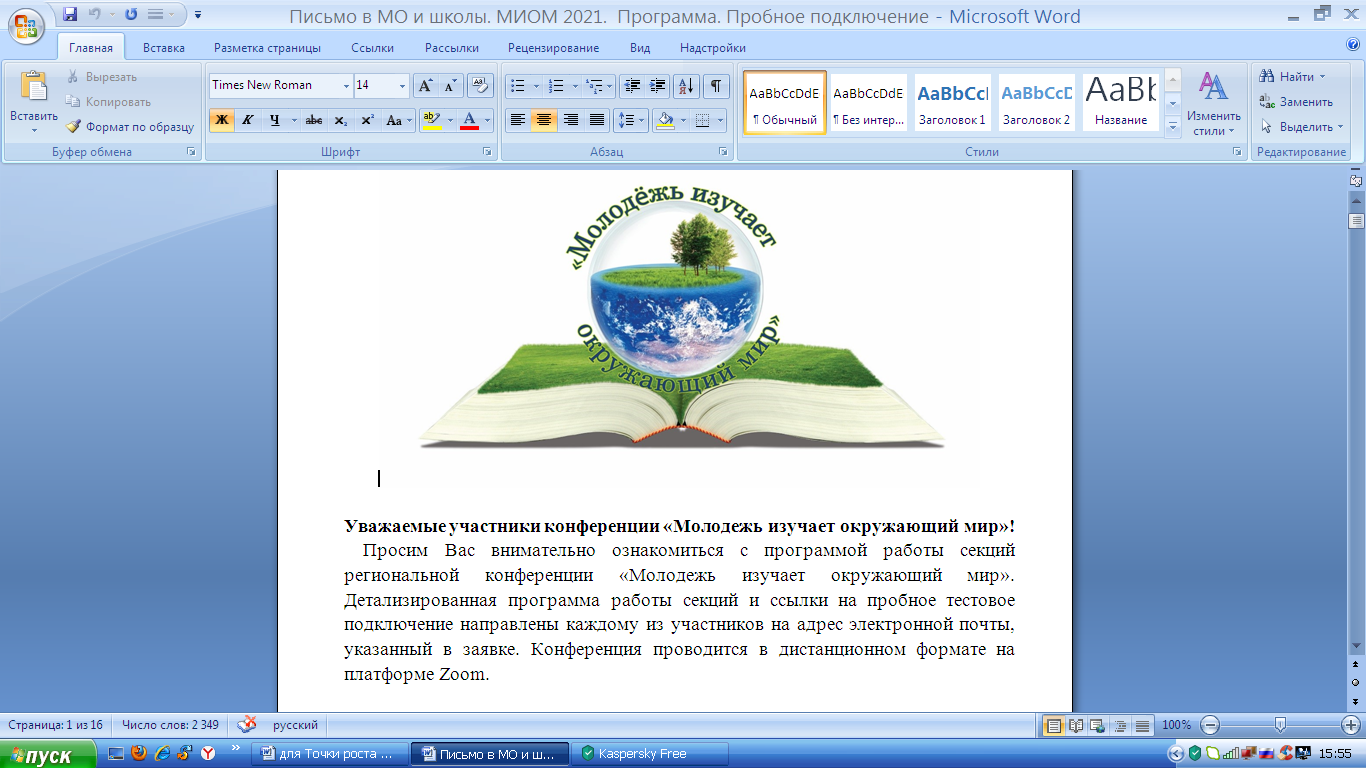 Письмо в МО и школы. МИОМ 2021.  Программа  Пробное подключение - Microsoft Word
Главная Вставка Разметка страницы Ссылки Рассылки Рецензирование Вид Надстройки
Вставить
Вырезать
Копировать
Формат по образцу
Буфер обмена
Times New Roman 14
Ж К Ч abc x₂ x² Aa
Шрифт
Абзац
AaBbCcDdE AaBbCcDdE AaBbCcI AaBbCcD AaBb
¶ Обычный ¶ Без интер... Заголовок 1 Заголовок 2 Название
Изменить стили
Стили
Найти
Заменить
Выделить
Редактирование
«Молодёжь изучает
окружающий мир»
Уважаемые участники конференции «Молодежь изучает окружающий мир»!
Просим Вас внимательно ознакомиться с программой работы секций
региональной конференции «Молодежь изучает окружающий мир».
Детализированная программа работы секций и ссылки на пробное тестовое
подключение направлены каждому из участников на адрес электронной почты,
указанный в заявке. Конференция проводится в дистанционном формате на
платформе Zoom.
Страница: 1 из 16 Число слов: 2 349 русский 100%
пуск для Точки роста ... Письмо в МО и ш... Kaspersky Free 15:55